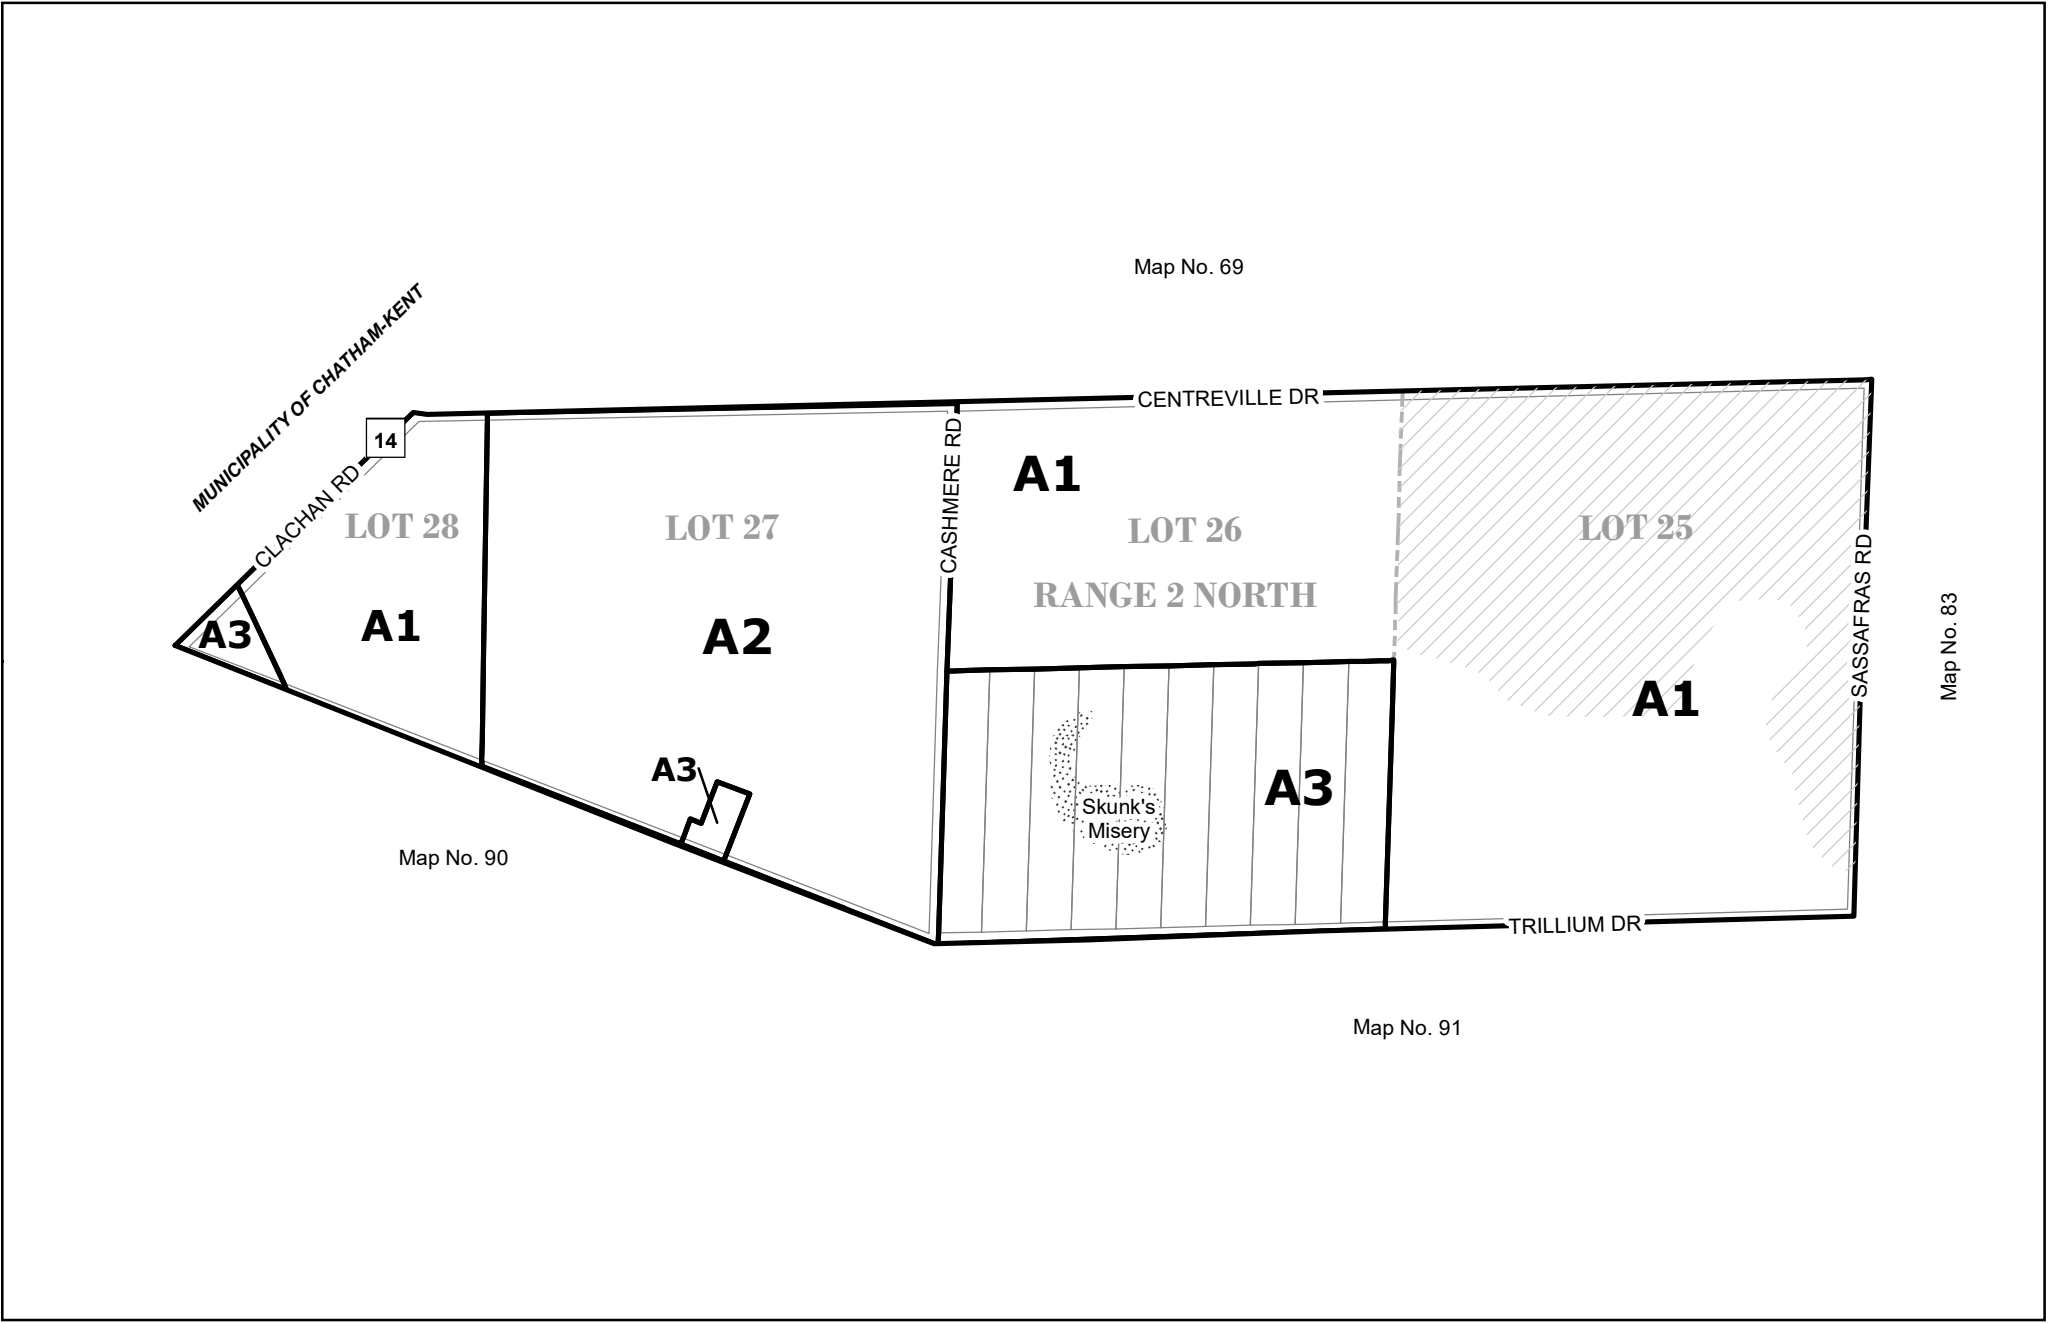 Map No. 69
MUNICIPALITY OF CHATHAM-KENT
CENTREVILLE DR
14
CLACHAN RD
CASHMERE RD
A1
LOT 28
LOT 27
LOT 26
LOT 25
RANGE 2 NORTH
SASSAFRAS RD
Map No. 83
A3
A1
A2
A1
A3
A3
Skunk's
Misery
Map No. 90
TRILLIUM DR
Map No. 91